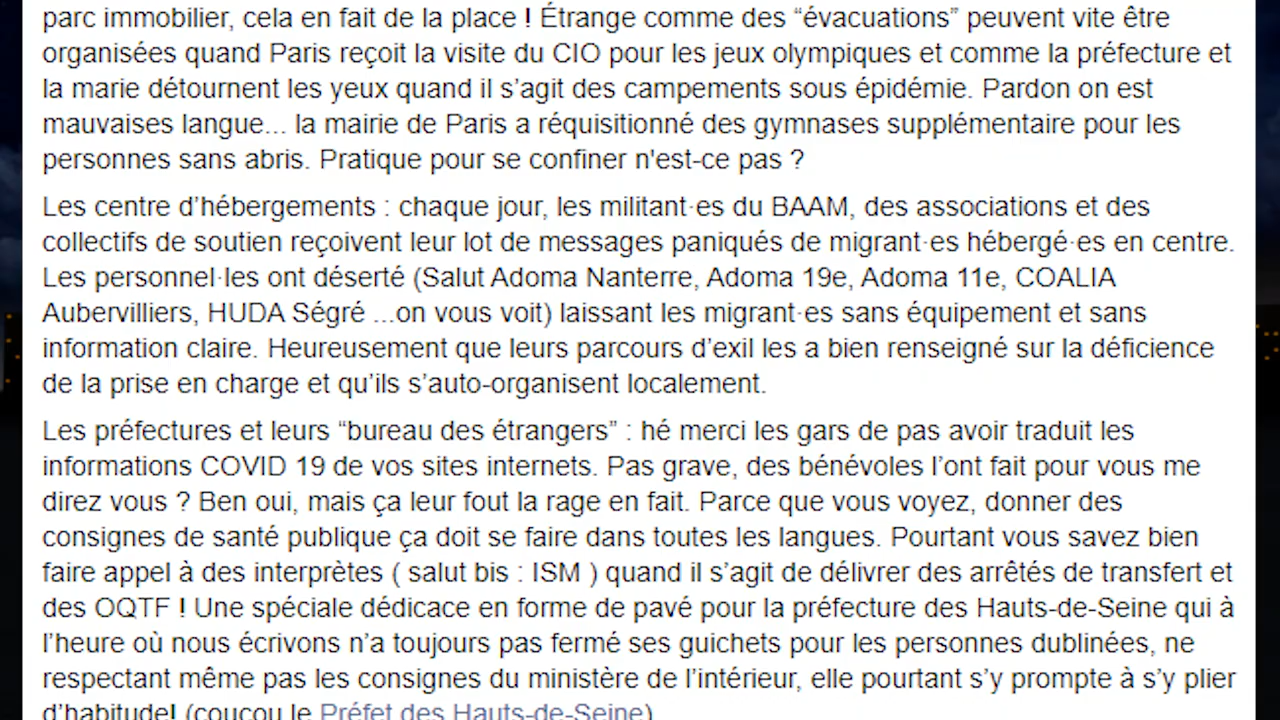 parc immobilier, cela en fait de la place ! Étrange comme des “évacuations” peuvent vite être
organisées quand Paris reçoit la visite du CIO pour les jeux olympiques et comme la préfecture et
la marie détournent les yeux quand il s’agit des campements sous épidémie. Pardon on est
mauvaises langue... la mairie de Paris a réquisitionné des gymnases supplémentaire pour les
personnes sans abris. Pratique pour se confiner n'est-ce pas ?
Les centre d’hébergements : chaque jour, les militant·es du BAAM, des associations et des
collectifs de soutien reçoivent leur lot de messages paniqués de migrant·es hébergé·es en centre.
Les personnel·les ont déserté (Salut Adoma Nanterre, Adoma 19e, Adoma 11e, COALIA
Aubervilliers, HUDA Ségré ...on vous voit) laissant les migrant·es sans équipement et sans
information claire. Heureusement que leurs parcours d’exil les a bien renseigné sur la déficience
de la prise en charge et qu’ils s’auto-organisent localement.
Les préfectures et leurs “bureau des étrangers” : hé merci les gars de pas avoir traduit les
informations COVID 19 de vos sites internets. Pas grave, des bénévoles l’ont fait pour vous me
direz vous ? Ben oui, mais ça leur fout la rage en fait. Parce que vous voyez, donner des
consignes de santé publique ça doit se faire dans toutes les langues. Pourtant vous savez bien
faire appel à des interprètes ( salut bis : ISM ) quand il s’agit de délivrer des arrêtés de transfert et
des OQTF ! Une spéciale dédicace en forme de pavé pour la préfecture des Hauts-de-Seine qui à
l’heure où nous écrivons n’a toujours pas fermé ses guichets pour les personnes dublinées, ne
respectant même pas les consignes du ministère de l’intérieur, elle pourtant s’y prompte à s’y plier
d’habitude! (coucou le Préfet des Hauts-de-Seine)